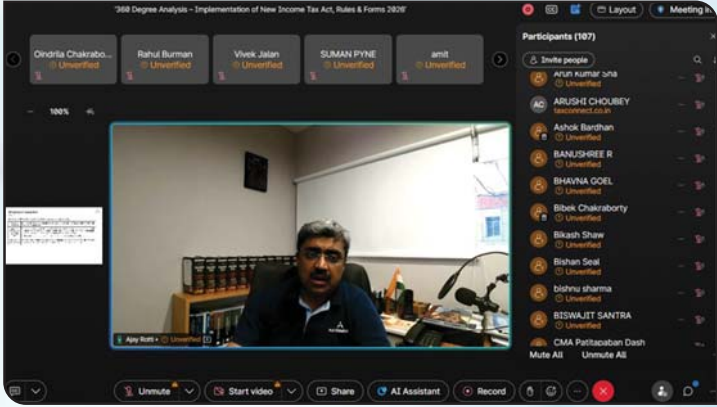 '360 Degree Analysis – Implementation of New Income Tax Act, Rules & Forms 2026'
Layout
Meeting
Oindrila Chakrabo...
Unverified
Rahul Burman
Unverified
Vivek Jalan
Unverified
SUMAN PYNE
Unverified
amit
Unverified
100%
Ajay Rotti • Unverified
Participants (107)
Invite people
Arun Kumar Sha
Unverified
AC
ARUSHI CHOUBEY
taxconnect.co.in
Ashok Bardhan
Unverified
BANUSHREE R
Unverified
BHAVNA GOEL
Unverified
Bibek Chakraborty
Unverified
Bikash Shaw
Unverified
Bishan Seal
Unverified
bishnu sharma
Unverified
BISWAJIT SANTRA
Unverified
CMA Patitapaban Dash
Mute All Unmute All
Unmute
Start video
Share
AI Assistant
Record